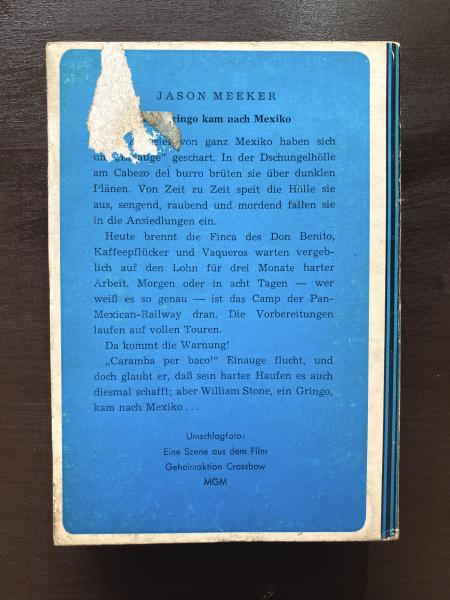 JASON MEEKER
ringo kam nach Mexiko
von ganz Mexiko haben sich
um auge" geschart. In der Dschungelhölle
am Cabezo del burro brüten sie über dunklen
Plänen. Von Zeit zu Zeit speit die Hölle sie
aus, sengend, raubend und mordend fallen sie
in die Ansiedlungen ein.
Heute brennt die Finca des Don Benito,
Kaffeepflücker und Vaqueros warten vergeb-
lich auf den Lohn für drei Monate harter
Arbeit. Morgen oder in acht Tagen — wer
weiß es so genau — ist das Camp der Pan-
Mexican-Railway dran. Die Vorbereitungen
laufen auf vollen Touren.
Da kommt die Warnung!
„Caramba per baco!" Einauge flucht, und
doch glaubt er, daß sein harter Haufen es auch
diesmal schafft; aber William Stone, ein Gringo,
kam nach Mexiko . . .
Umschlagfoto:
Eine Szene aus dem Film
Geheimaktion Crossbow
MGM